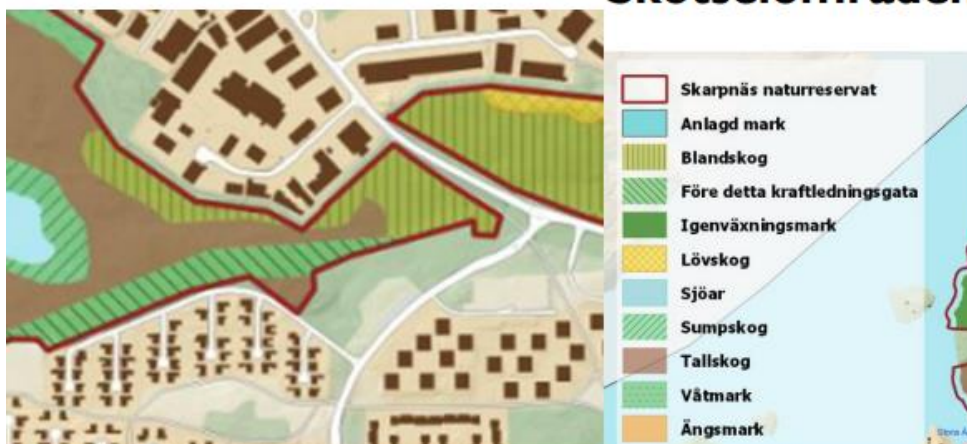 Skarpnäs naturreservat
Anlagd mark
Blandskog
Före detta kraftledningsgata
Igenväxningsmark
Lövskog
Sjöar
Sumpskog
Tallskog
Våtmark
Ängsmark